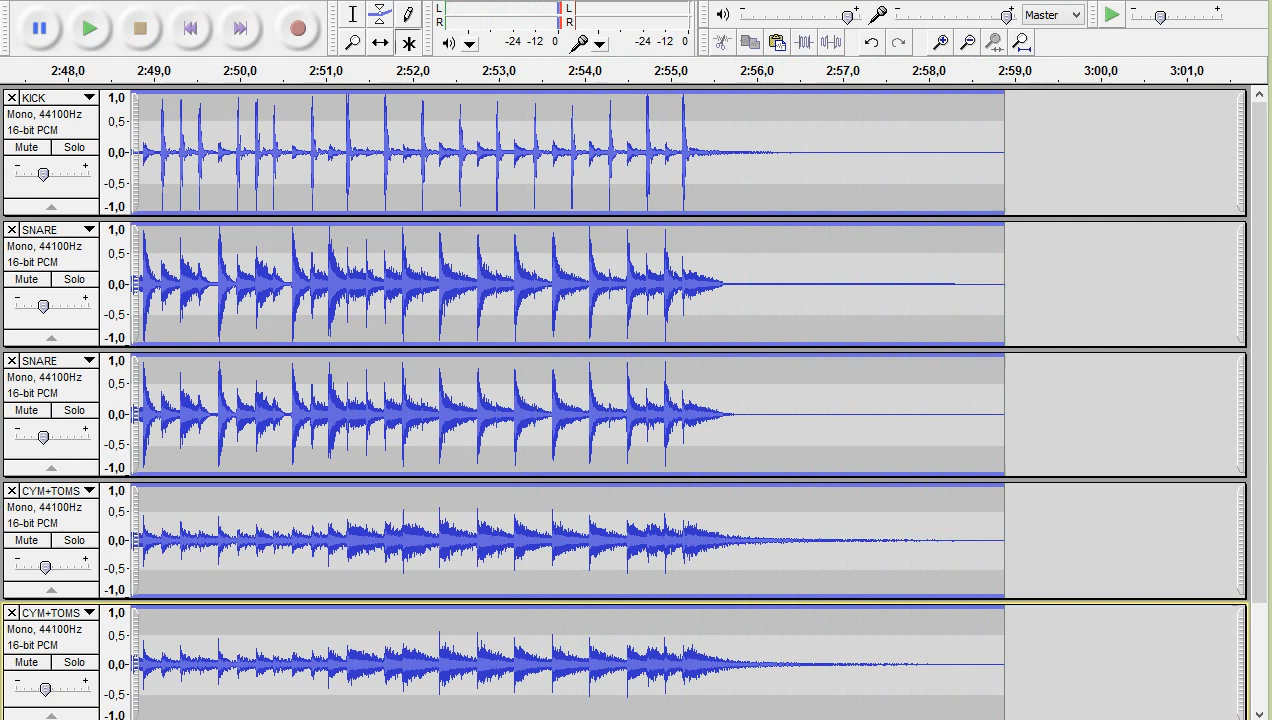 L
R
-24 -12 0
L
R
-24 -12 0
Master
2:48,0 2:49,0 2:50,0 2:51,0 2:52,0 2:53,0 2:54,0 2:55,0 2:56,0 2:57,0 2:58,0 2:59,0 3:00,0 3:01,0
KICK
Mono, 44100Hz
16-bit PCM
Mute Solo
- +
1,0
0,5-
0,0-
-0,5-
-1,0
SNARE
Mono, 44100Hz
16-bit PCM
Mute Solo
- +
1,0
0,5-
0,0-
-0,5-
-1,0
SNARE
Mono, 44100Hz
16-bit PCM
Mute Solo
- +
1,0
0,5-
0,0-
-0,5-
-1,0
CYM+TOMS
Mono, 44100Hz
16-bit PCM
Mute Solo
- +
1,0
0,5-
0,0-
-0,5-
-1,0
CYM+TOMS
Mono, 44100Hz
16-bit PCM
Mute Solo
- +
1,0
0,5-
0,0-
-0,5-
-1,0